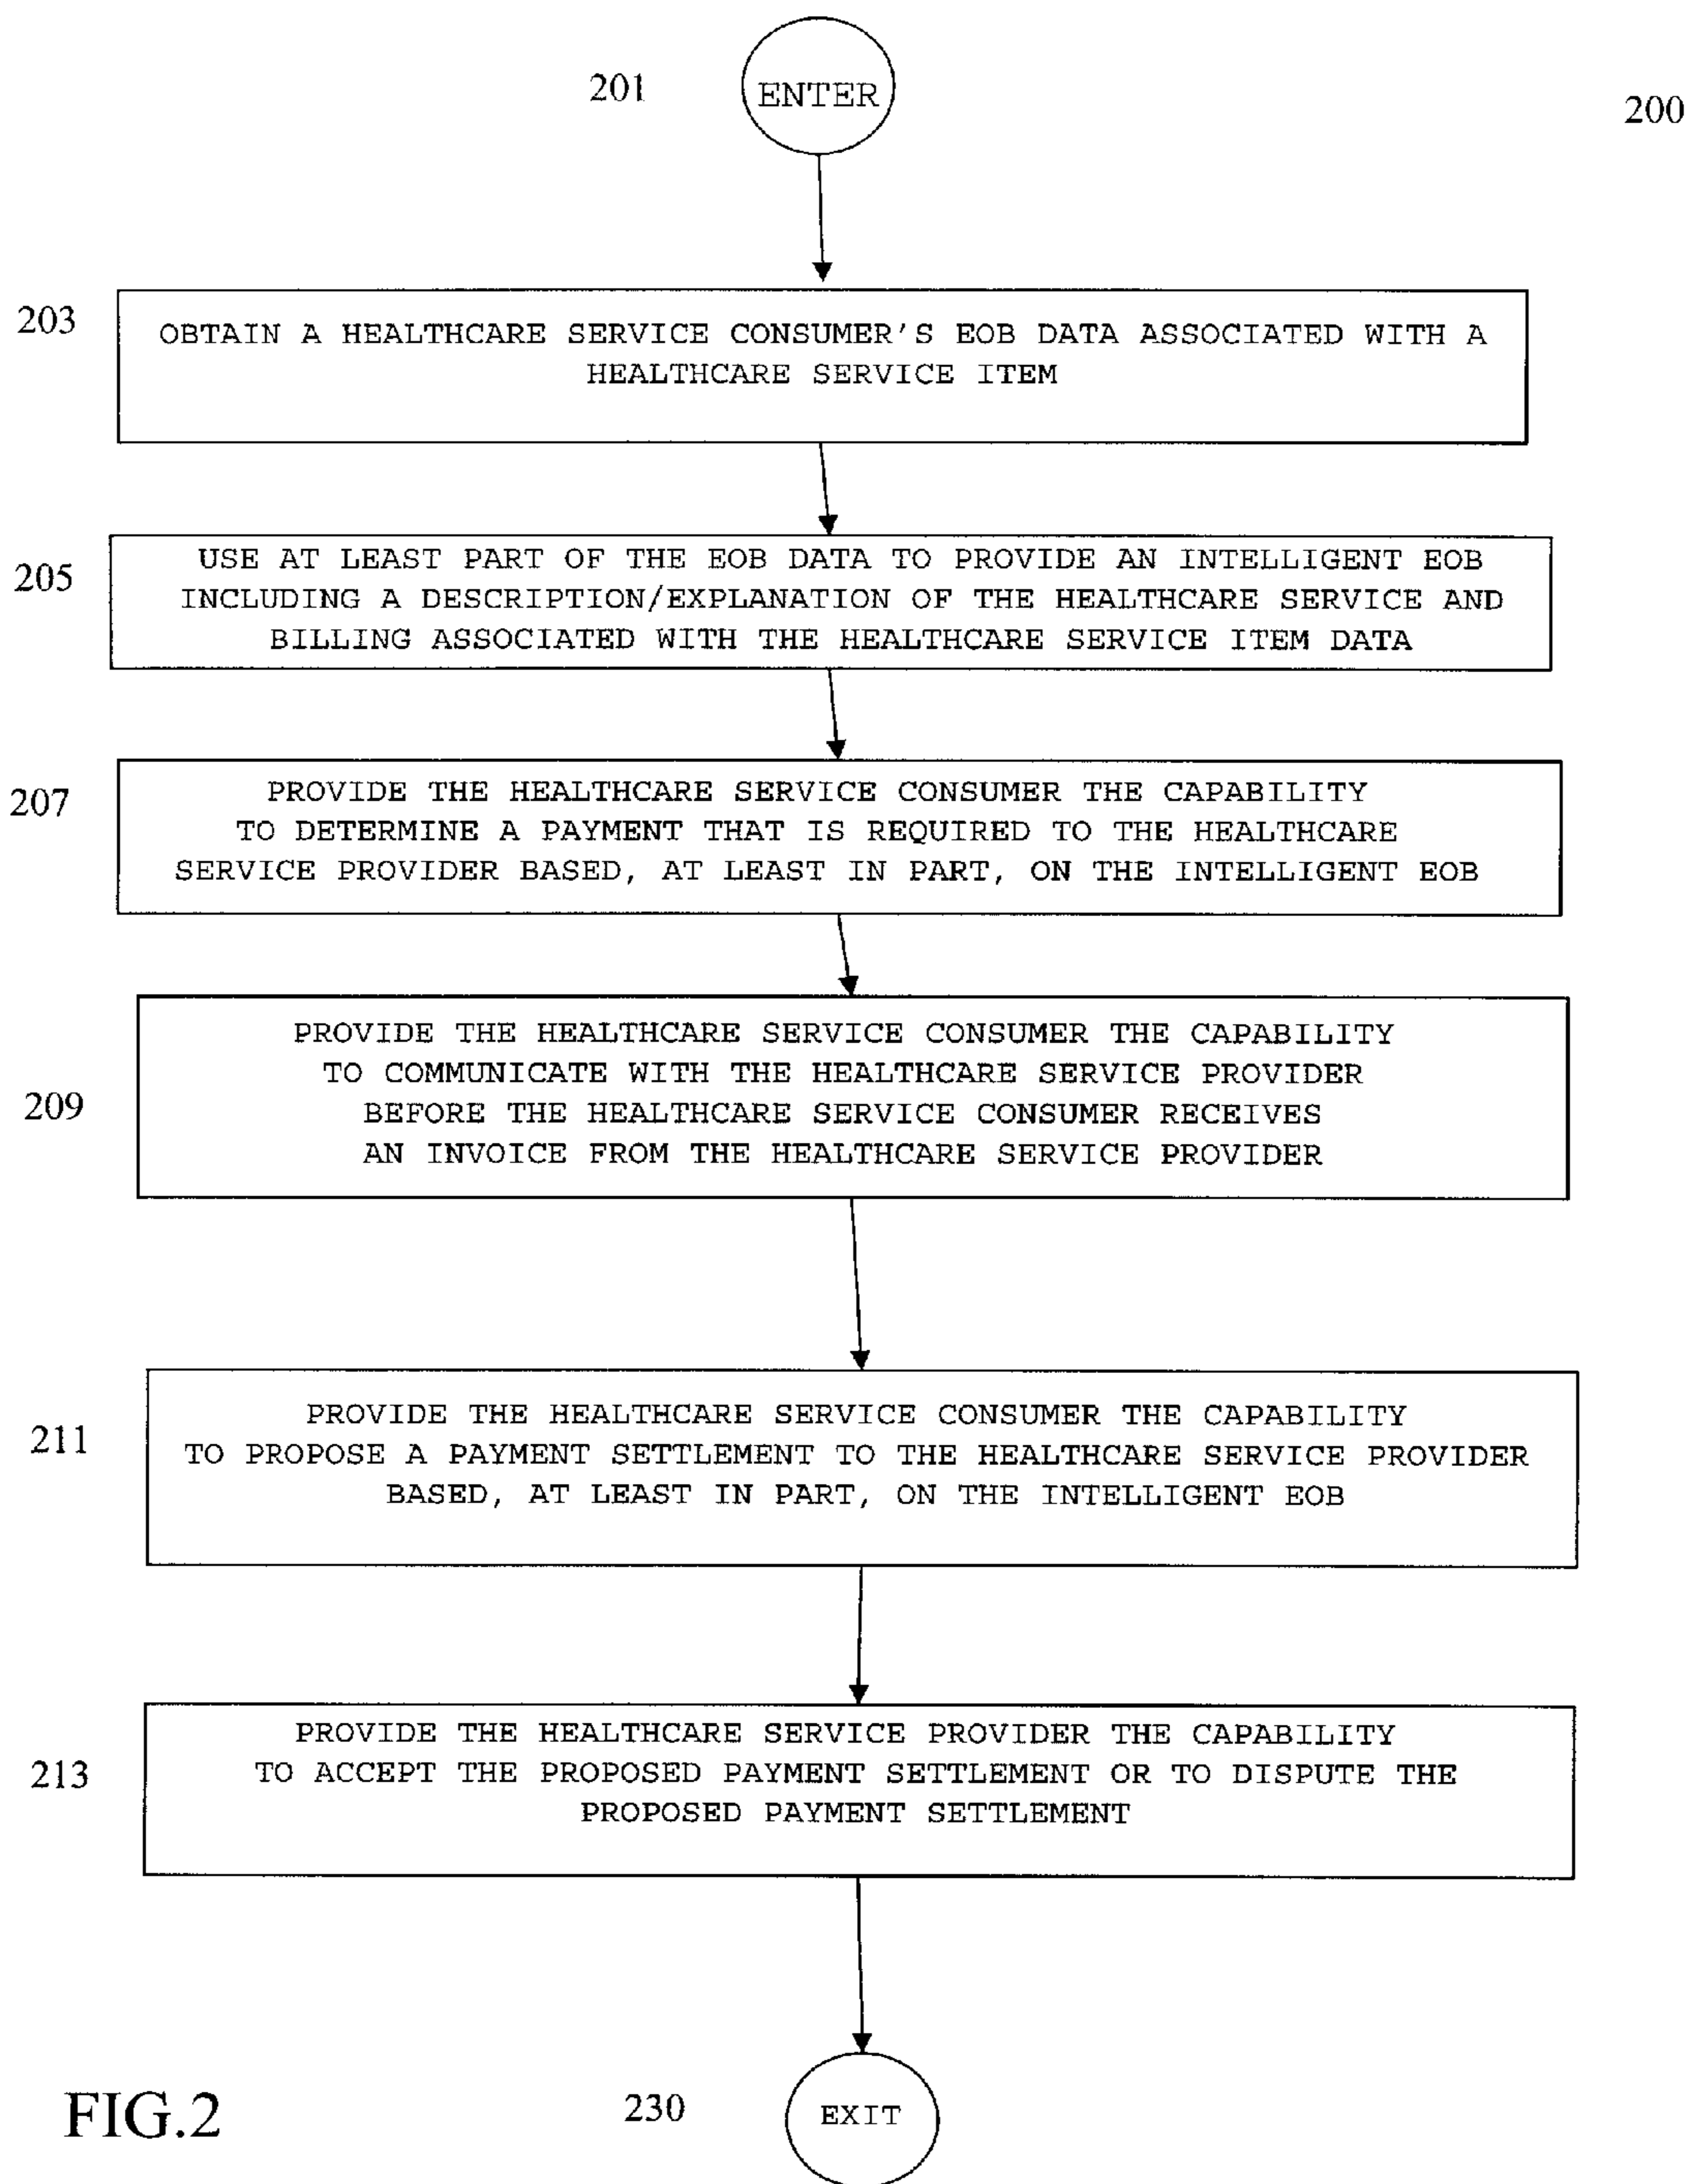 201
ENTER
200
203
OBTAIN A HEALTHCARE SERVICE CONSUMER'S EOB DATA ASSOCIATED WITH A
HEALTHCARE SERVICE ITEM
205
USE AT LEAST PART OF THE EOB DATA TO PROVIDE AN INTELLIGENT EOB
INCLUDING A DESCRIPTION/EXPLANATION OF THE HEALTHCARE SERVICE AND
BILLING ASSOCIATED WITH THE HEALTHCARE SERVICE ITEM DATA
207
PROVIDE THE HEALTHCARE SERVICE CONSUMER THE CAPABILITY
TO DETERMINE A PAYMENT THAT IS REQUIRED TO THE HEALTHCARE
SERVICE PROVIDER BASED, AT LEAST IN PART, ON THE INTELLIGENT EOB
209
PROVIDE THE HEALTHCARE SERVICE CONSUMER THE CAPABILITY
TO COMMUNICATE WITH THE HEALTHCARE SERVICE PROVIDER
BEFORE THE HEALTHCARE SERVICE CONSUMER RECEIVES
AN INVOICE FROM THE HEALTHCARE SERVICE PROVIDER
211
PROVIDE THE HEALTHCARE SERVICE CONSUMER THE CAPABILITY
TO PROPOSE A PAYMENT SETTLEMENT TO THE HEALTHCARE SERVICE PROVIDER
BASED, AT LEAST IN PART, ON THE INTELLIGENT EOB
213
PROVIDE THE HEALTHCARE SERVICE PROVIDER THE CAPABILITY
TO ACCEPT THE PROPOSED PAYMENT SETTLEMENT OR TO DISPUTE THE
PROPOSED PAYMENT SETTLEMENT
FIG.2
230
EXIT